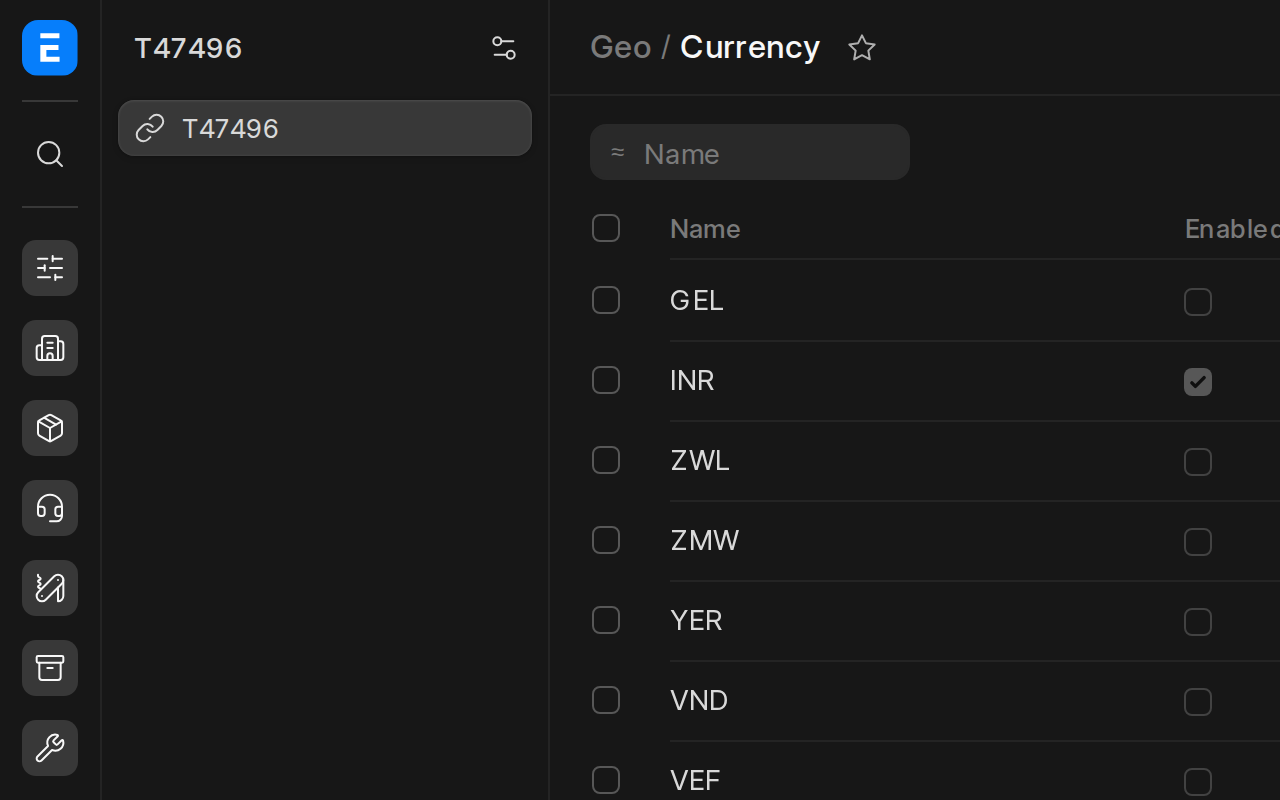 E
T47496
T47496
Geo / Currency
≈ Name
Name Enabled
GEL
INR
ZWL
ZMW
YER
VND
VEF